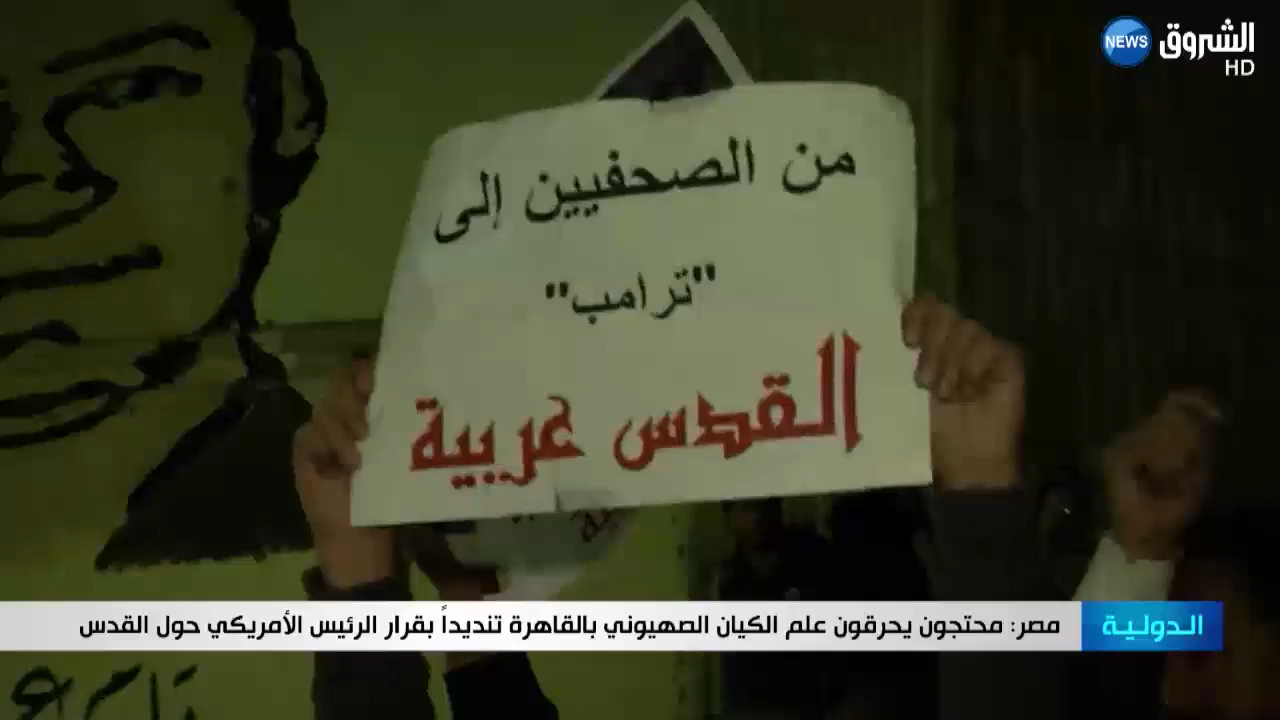 الشروق
NEWS
HD
من الصحفيين إلى
"ترامب"
القدس عربية
الدولية
مصر: محتجون يحرقون علم الكيان الصهيوني بالقاهرة تنديداً بقرار الرئيس الأمريكي حول القدس